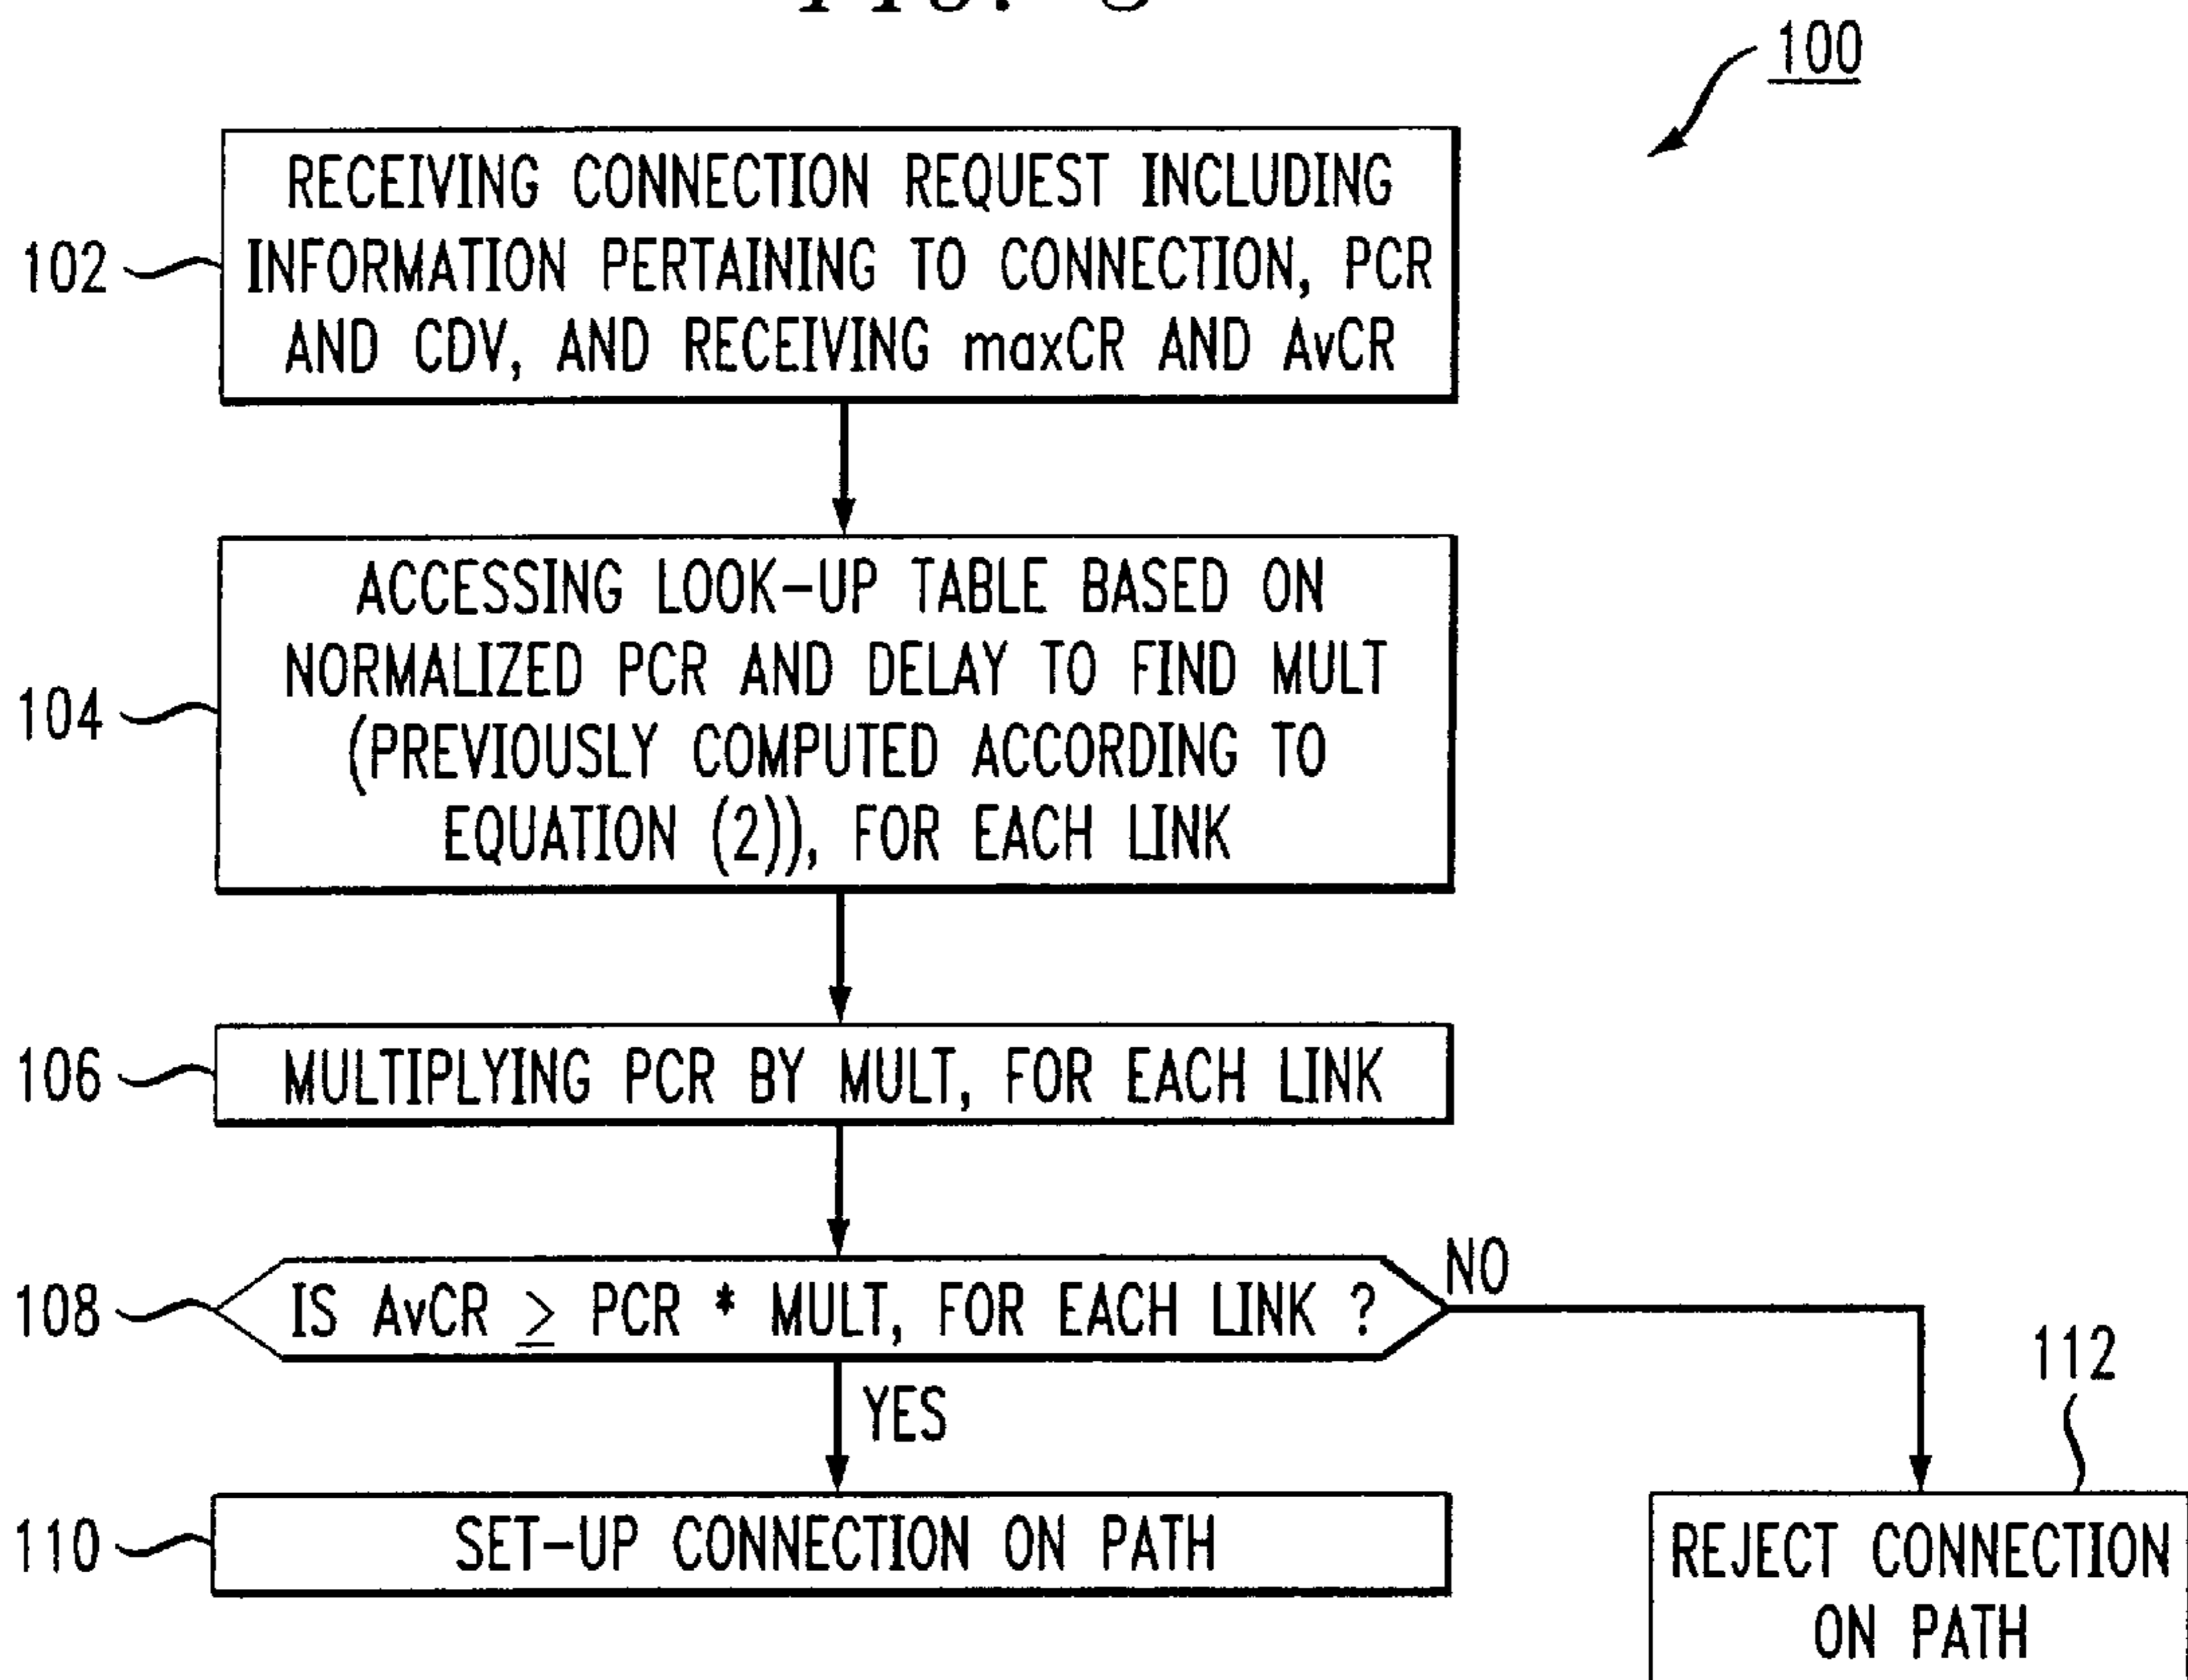 100
RECEIVING CONNECTION REQUEST INCLUDING
102 INFORMATION PERTAINING TO CONNECTION, PCR
AND CDV, AND RECEIVING maxCR AND AvCR
ACCESSING LOOK-UP TABLE BASED ON
NORMALIZED PCR AND DELAY TO FIND MULT
104 (PREVIOUSLY COMPUTED ACCORDING TO
EQUATION (2)), FOR EACH LINK
106 MULTIPLYING PCR BY MULT, FOR EACH LINK
108 IS AvCR ≥ PCR * MULT, FOR EACH LINK ? NO
YES
112
110 SET-UP CONNECTION ON PATH
REJECT CONNECTION
ON PATH